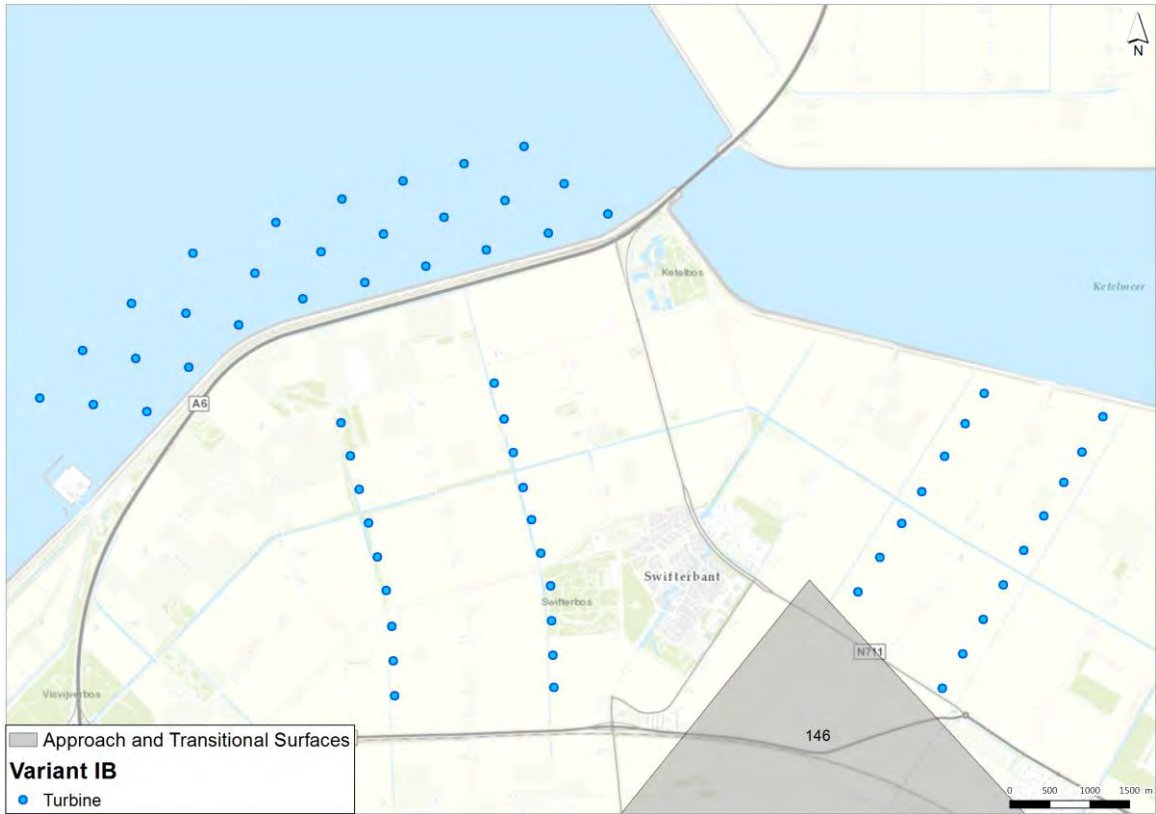 N
Ketelbos
Ketelmeer
A6
Swifterbant
Swifterbos
N711
Visvijverbos
146
Approach and Transitional Surfaces
Variant IB
Turbine
0 500 1000 1500 m